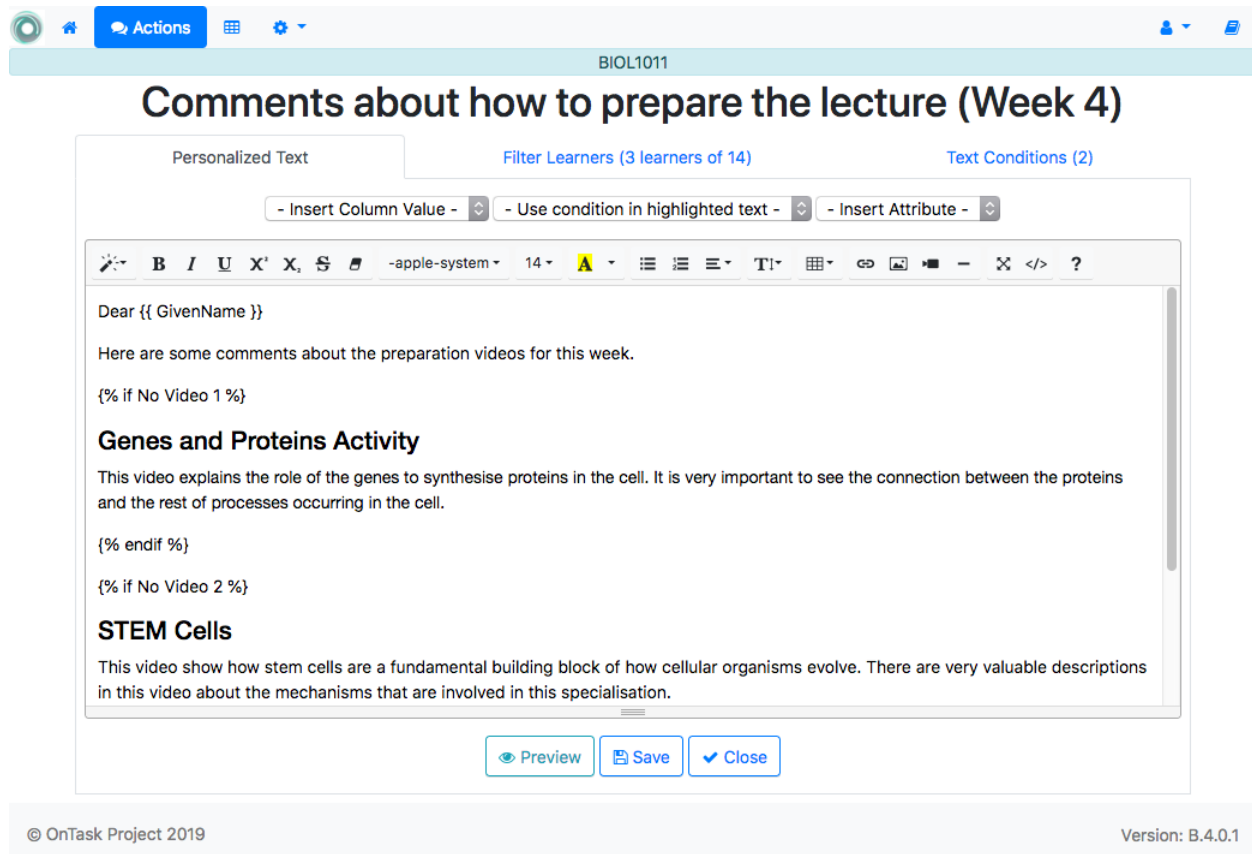 Actions
BIOL1011
Comments about how to prepare the lecture (Week 4)
Personalized Text Filter Learners (3 learners of 14) Text Conditions (2)
- Insert Column Value - - Use condition in highlighted text - - Insert Attribute -
B I U X² X₂ S -apple-system 14 A TI </> ?
Dear {{ GivenName }}
Here are some comments about the preparation videos for this week.
{% if No Video 1 %}
Genes and Proteins Activity
This video explains the role of the genes to synthesise proteins in the cell. It is very important to see the connection between the proteins
and the rest of processes occurring in the cell.
{% endif %}
{% if No Video 2 %}
STEM Cells
This video show how stem cells are a fundamental building block of how cellular organisms evolve. There are very valuable descriptions
in this video about the mechanisms that are involved in this specialisation.
Preview Save Close
© OnTask Project 2019 Version: B.4.0.1